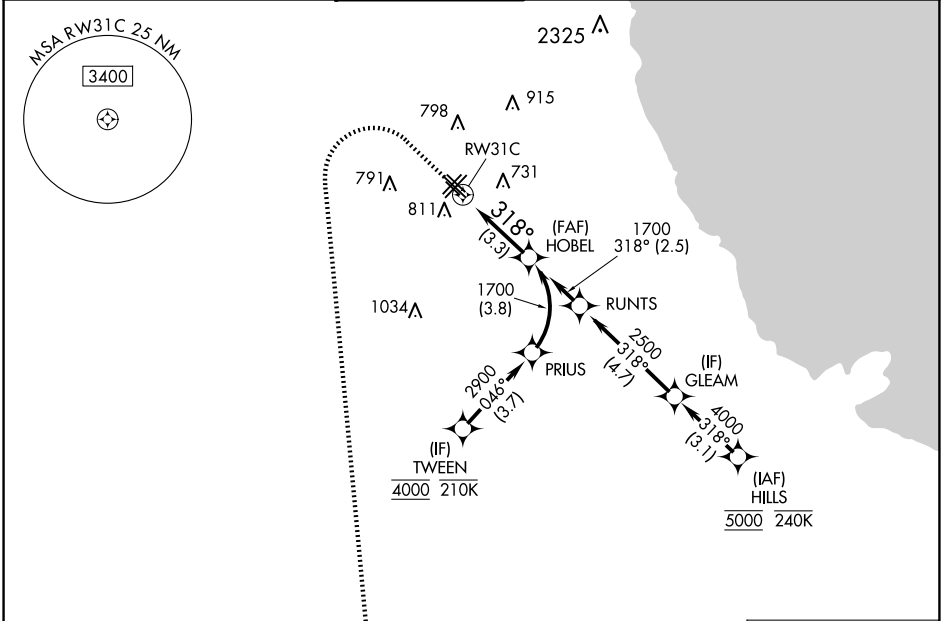 MSA RW31C 25 NM
3400
2325
915
798
RW31C
731
791
811
318°
(3.3)
(FAF)
HOBEL
1700
318° (2.5)
1700
(3.8)
RUNTS
1034
2500
318°
(4.7)
(IF)
GLEAM
PRIUS
2900
046°
(3.7)
4000
318°
(3.1)
(IF)
TWEEN
4000 210K
(IAF)
HILLS
5000 240K